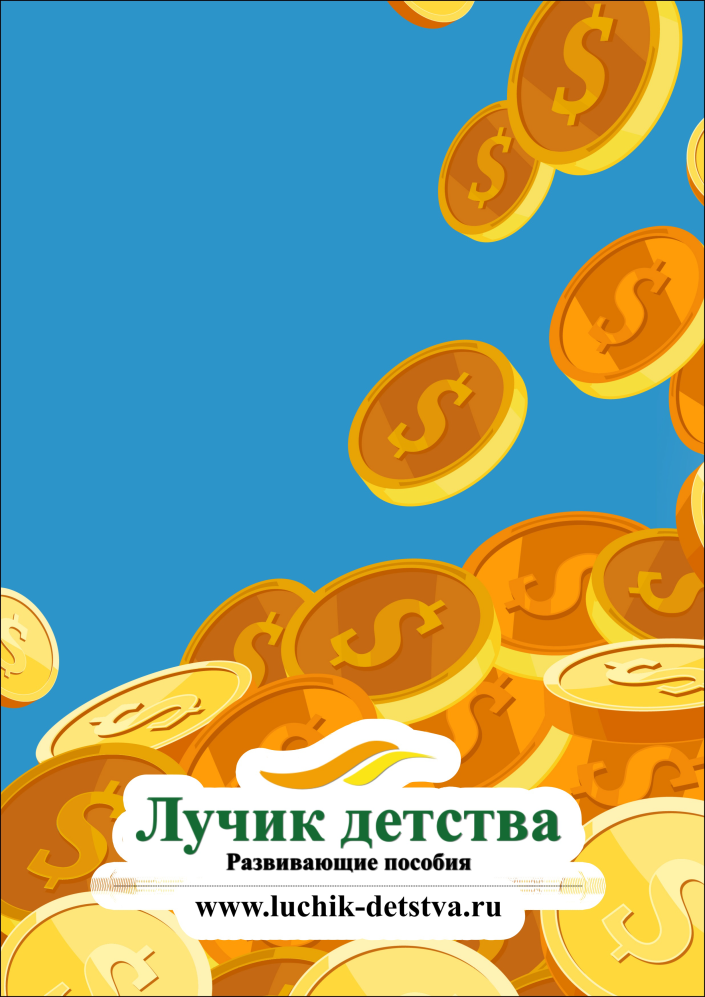 Лучик детства
Развивающие пособия
www.luchik-detstva.ru